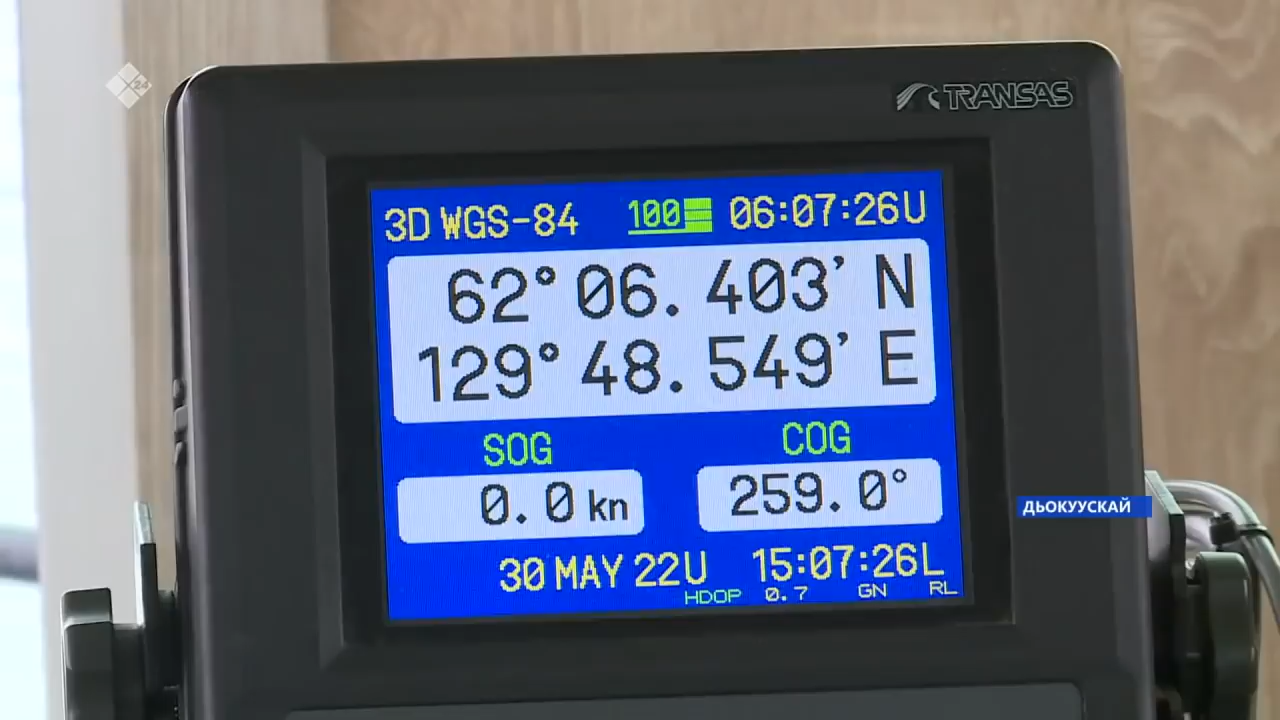 24
TRANSAS
3D WGS-84 100 06:07:26U
62° 06. 403' N
129° 48. 549' E
SOG COG
0.0 kn 259.0°
30 MAY 22U 15:07:26L
HDOP 0.7 GN RL
ДЬОКУУСКАЙ